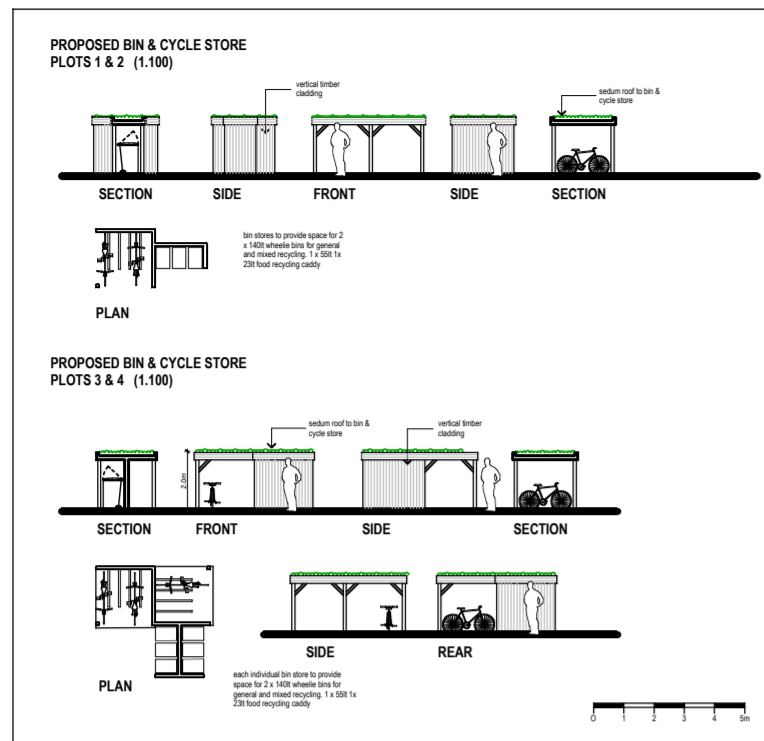 PROPOSED BIN & CYCLE STORE
PLOTS 1 & 2 (1.100)
vertical timber
cladding
sedum roof to bin &
cycle store
SECTION
SIDE
FRONT
SIDE
SECTION
bin stores to provide space for 2
x 140lt wheelie bins for general
and mixed recycling. 1 x 55lt 1x
23lt food recycling caddy
PLAN
PROPOSED BIN & CYCLE STORE
PLOTS 3 & 4 (1.100)
sedum roof to bin &
cycle store
vertical timber
cladding
2.0m
SECTION
FRONT
SIDE
SECTION
SIDE
REAR
PLAN
each individual bin store to provide
space for 2 x 140lt wheelie bins for
general and mixed recycling. 1 x 55lt 1x
23lt food recycling caddy
O 1 2 3 4 5m